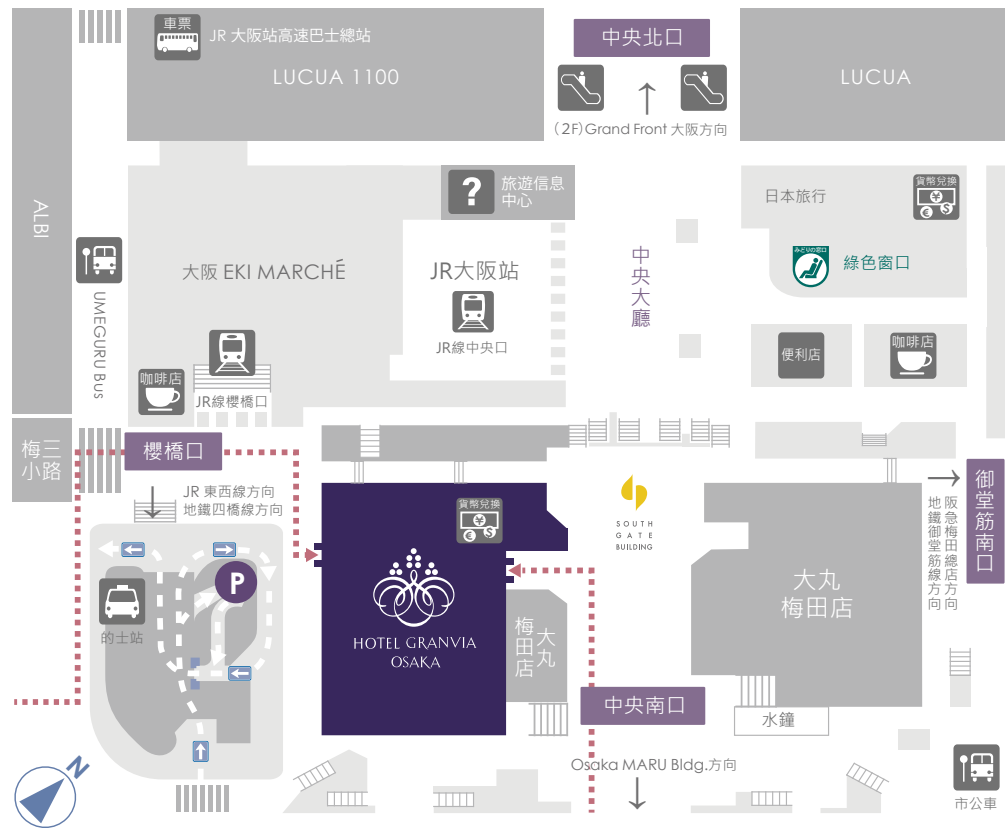 車票
JR 大阪站高速巴士總站
LUCUA 1100
中央北口
(2F)Grand Front 大阪方向
LUCUA
ALBI
旅遊信息
中心
日本旅行
貨幣兌換
みどりの窓口
綠色窗口
UMEGURU Bus
大阪 EKI MARCHÉ
JR大阪站
JR線中央口
中央大廳
便利店
咖啡店
咖啡店
JR線櫻橋口
梅三
小路
櫻橋口
JR 東西線方向
地鐵四橋線方向
貨幣兌換
SOUTH
GATE
BUILDING
御堂筋南口
阪急梅田總店方向
地鐵御堂筋線方向
P
的士站
HOTEL GRANVIA
OSAKA
大丸
梅田店
大丸
梅田店
中央南口
水鐘
Osaka MARU Bldg.方向
市公車
N